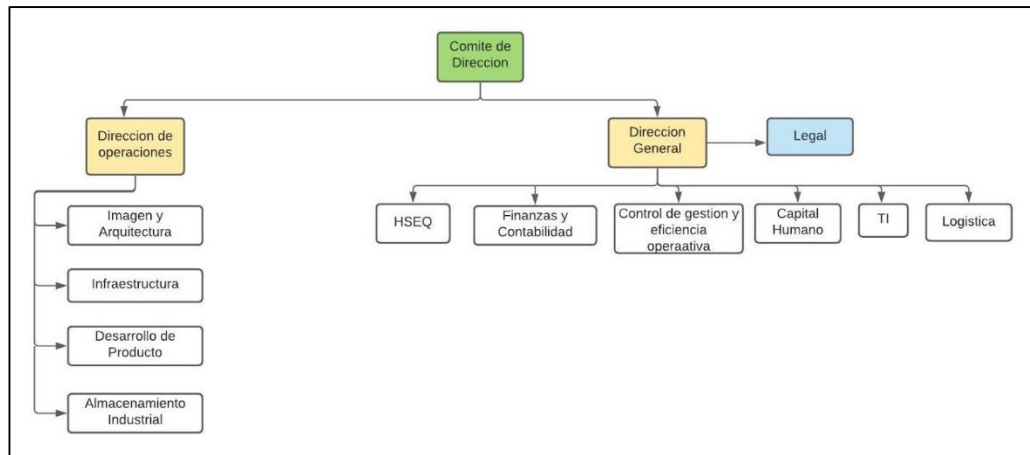 Comite de
Direccion
Direccion de
operaciones
Direccion
General
Legal
Imagen y
Arquitectura
Infraestructura
Desarrollo de
Producto
Almacenamiento
Industrial
HSEQ
Finanzas y
Contabilidad
Control de gestion y
eficiencia
operaativa
Capital
Humano
TI
Logistica